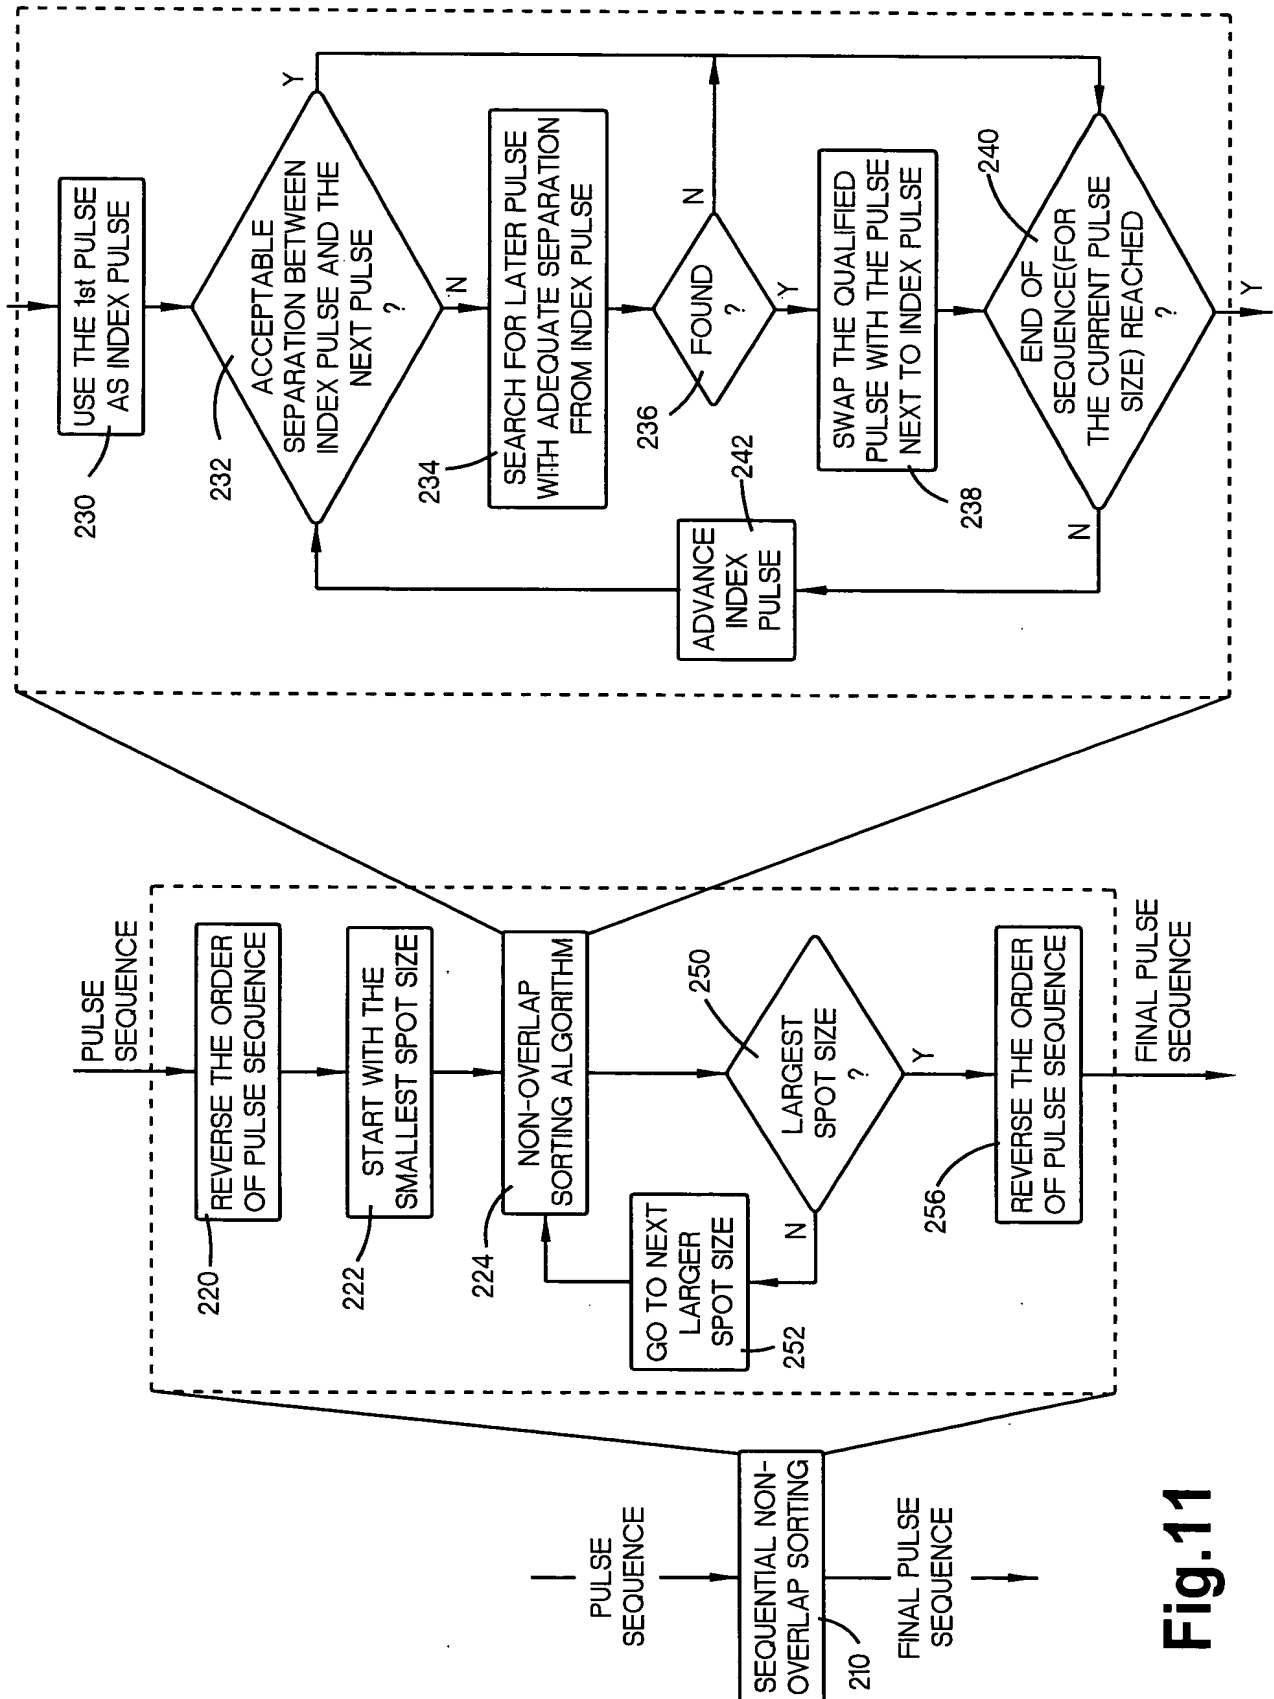 PULSE
SEQUENCE
SEQUENTIAL NON-
OVERLAP SORTING
210
FINAL PULSE
SEQUENCE
PULSE
SEQUENCE
REVERSE THE ORDER
OF PULSE SEQUENCE
220
START WITH THE
SMALLEST SPOT SIZE
222
NON-OVERLAP
SORTING ALGORITHM
224
GO TO NEXT
LARGER
SPOT SIZE
252
LARGEST
SPOT SIZE
?
250
N
Y
REVERSE THE ORDER
OF PULSE SEQUENCE
256
FINAL PULSE
SEQUENCE
USE THE 1st PULSE
AS INDEX PULSE
230
ACCEPTABLE
SEPARATION BETWEEN
INDEX PULSE AND THE
NEXT PULSE
?
232
Y
N
SEARCH FOR LATER PULSE
WITH ADEQUATE SEPARATION
FROM INDEX PULSE
234
FOUND
?
236
N
Y
ADVANCE
INDEX
PULSE
242
SWAP THE QUALIFIED
PULSE WITH THE PULSE
NEXT TO INDEX PULSE
238
END OF
SEQUENCE(FOR
THE CURRENT PULSE
SIZE) REACHED
?
240
N
Y
Fig.11